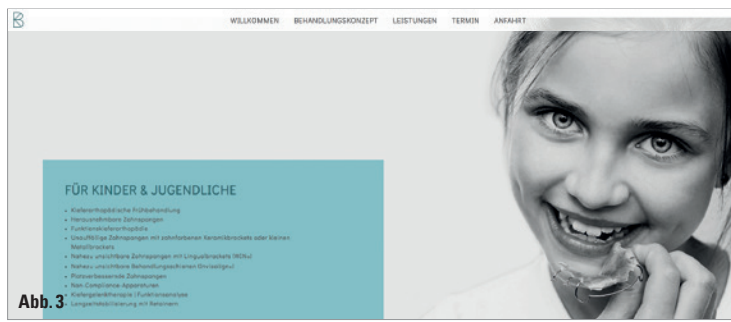 WILLKOMMEN BEHANDLUNGSKONZEPT LEISTUNGEN TERMIN ANFAHRT
FÜR KINDER & JUGENDLICHE
• Kieferorthopädische Frühbehandlung
• Herausnehmbare Zahnspangen
• Funktionskieferorthopädie
• Unauffällige Zahnspangen mit zahnfarbenen Keramikbrackets oder kleinen
Metallbrackets
• Nahezu unsichtbare Zahnspangen mit Lingualbrackets (WIN)
• Nahezu unsichtbare Behandlungsschienen (Invisalign)
• Platzverbessernde Zahnspangen
• Non-Compliance Apparaturen
• Kiefergelenktherapie | Funktionsanalyse
• Langzeitstabilisierung mit Retainern
Abb. 3